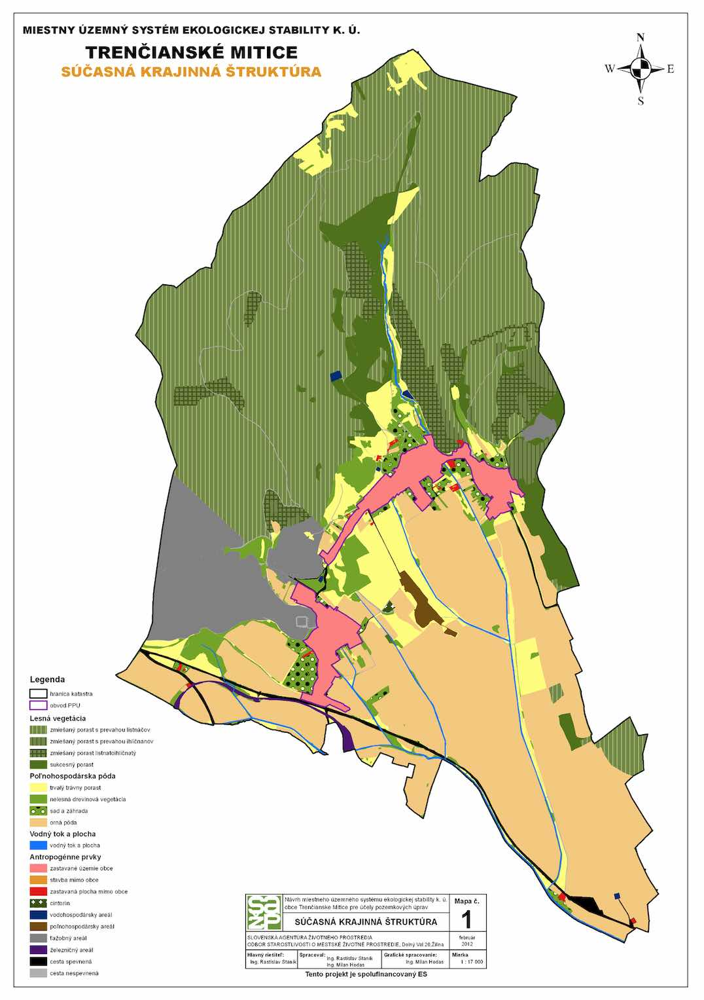 MIESTNY ÚZEMNÝ SYSTÉM EKOLOGICKEJ STABILITY K. Ú.
TRENČIANSKÉ MITICE
SÚČASNÁ KRAJINNÁ ŠTRUKTÚRA
N
W
E
S
Legenda
hranica katastra
obvod PPU
Lesná vegetácia
zmiešaný porast s prevahou listnáčov
zmiešaný porast s prevahou ihličnanov
zmiešaný porast listnatoihličnatý
sukcesný porast
Poľnohospodárska pôda
trvalý trávny porast
nelesná drevinová vegetácia
sad a záhrada
orná pôda
Vodný tok a plocha
vodný tok a plocha
Antropogénne prvky
zastavané územie obce
stavba mimo obce
zastavaná plocha mimo obce
cintorín
vodohospodársky areál
poľnohospodársky areál
ťažobný areál
železničný areál
cesta spevnená
cesta nespevnená
Návrh miestneho územného systému ekologickej stability k. ú.
obce Trenčianske Mitice pre účely pozemkových úprav
SÚČASNÁ KRAJINNÁ ŠTRUKTÚRA
Mapa č.
1
SLOVENSKÁ AGENTÚRA ŽIVOTNÉHO PROSTREDIA
ODBOR STAROSTLIVOSTI O MESTSKÉ ŽIVOTNÉ PROSTREDIE, Dolný Val 20,Žilina
február
2012
Hlavný riešiteľ:
Ing. Rastislav Staník
Spracoval:
Ing. Rastislav Staník
Ing. Milan Hodas
Grafické spracovanie:
Ing. Milan Hodas
Mierka
1 : 17 000
Tento projekt je spolufinancovaný ES